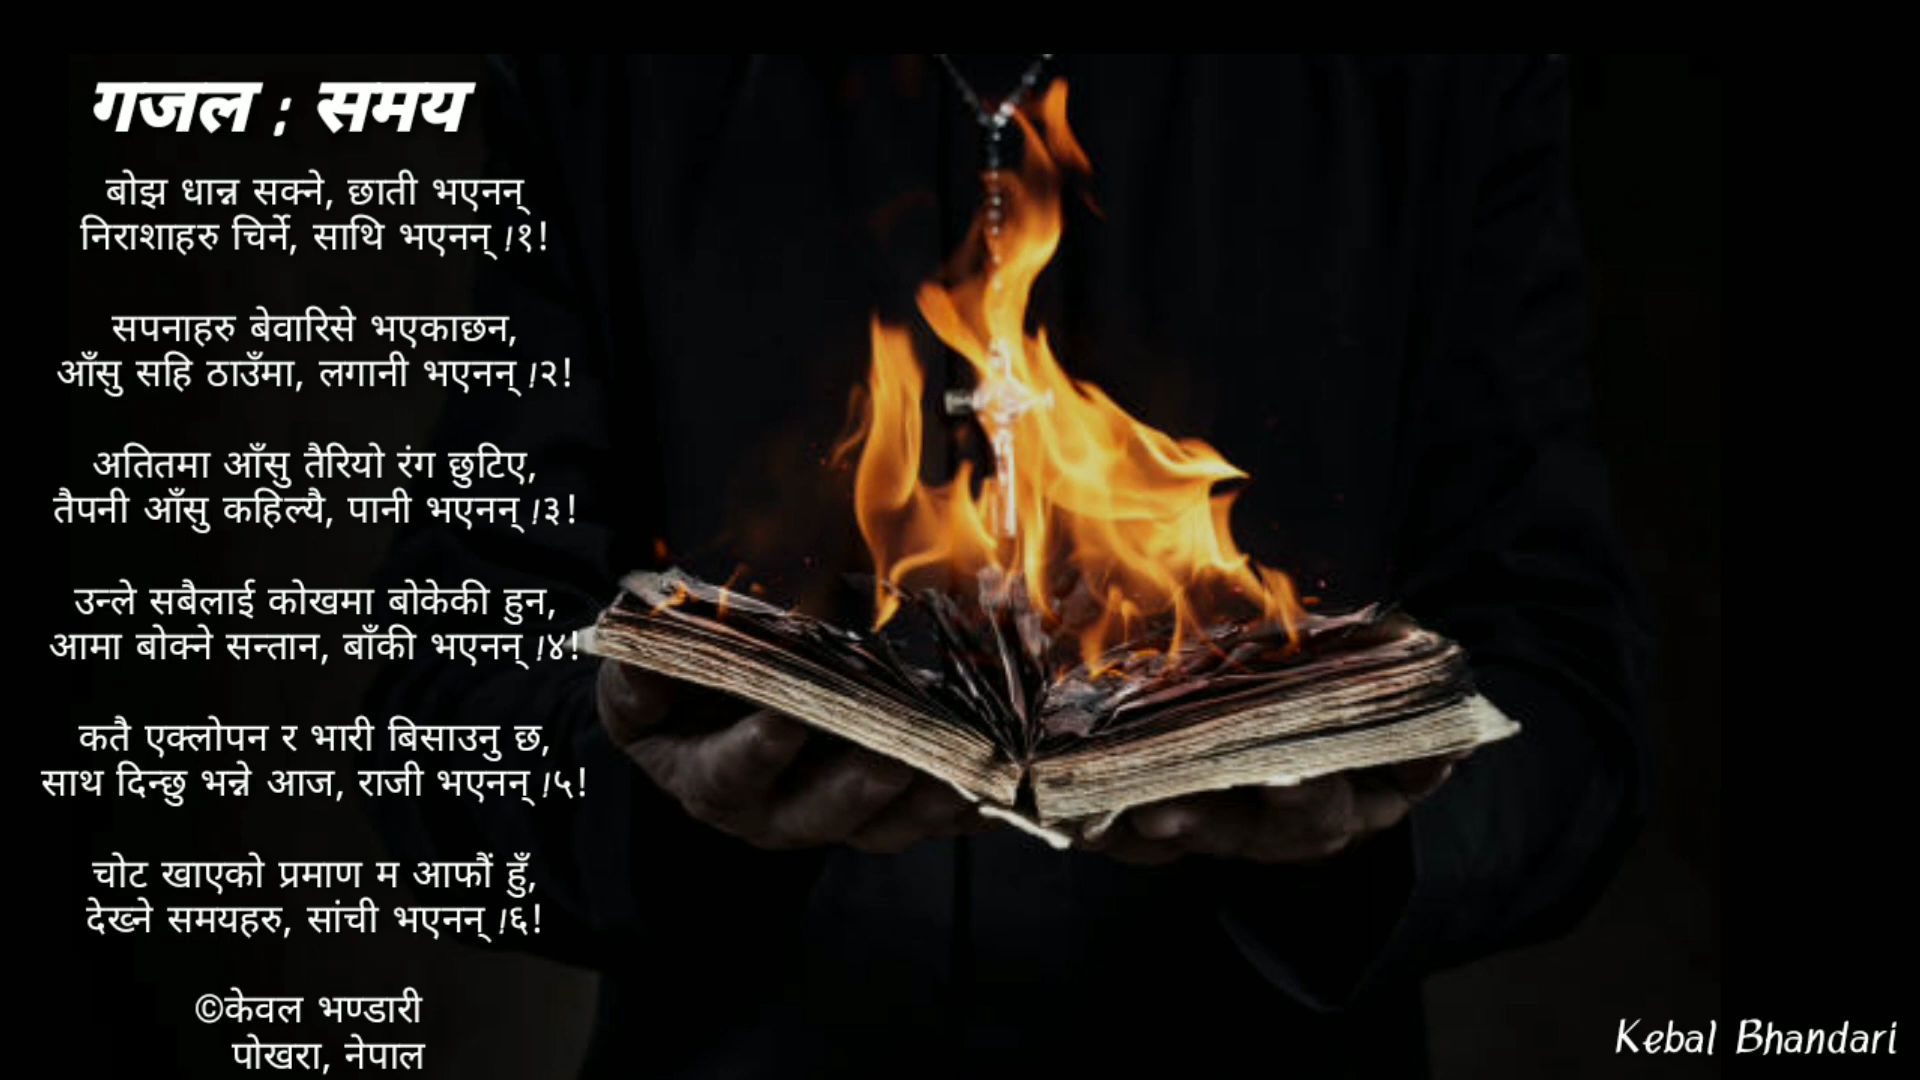 गजल : समय
बोझ धान्न सक्ने, छाती भएनन्
निराशाहरु चिर्ने, साथि भएनन् ।१!
सपनाहरु बेवारिसे भएकाछन,
आँसु सहि ठाउँमा, लगानी भएनन् ।२!
अतितमा आँसु तैरियो रंग छुटिए,
तैपनी आँसु कहिल्यै, पानी भएनन् ।३!
उन्ले सबैलाई कोखमा बोकेकी हुन,
आमा बोक्ने सन्तान, बाँकी भएनन् ।४!
कतै एक्लोपन र भारी बिसाउनु छ,
साथ दिन्छु भन्ने आज, राजी भएनन् ।५!
चोट खाएको प्रमाण म आफौं हुँ,
देख्ने समयहरु, सांची भएनन् ।६!
©केवल भण्डारी
पोखरा, नेपाल
Kebal Bhandari